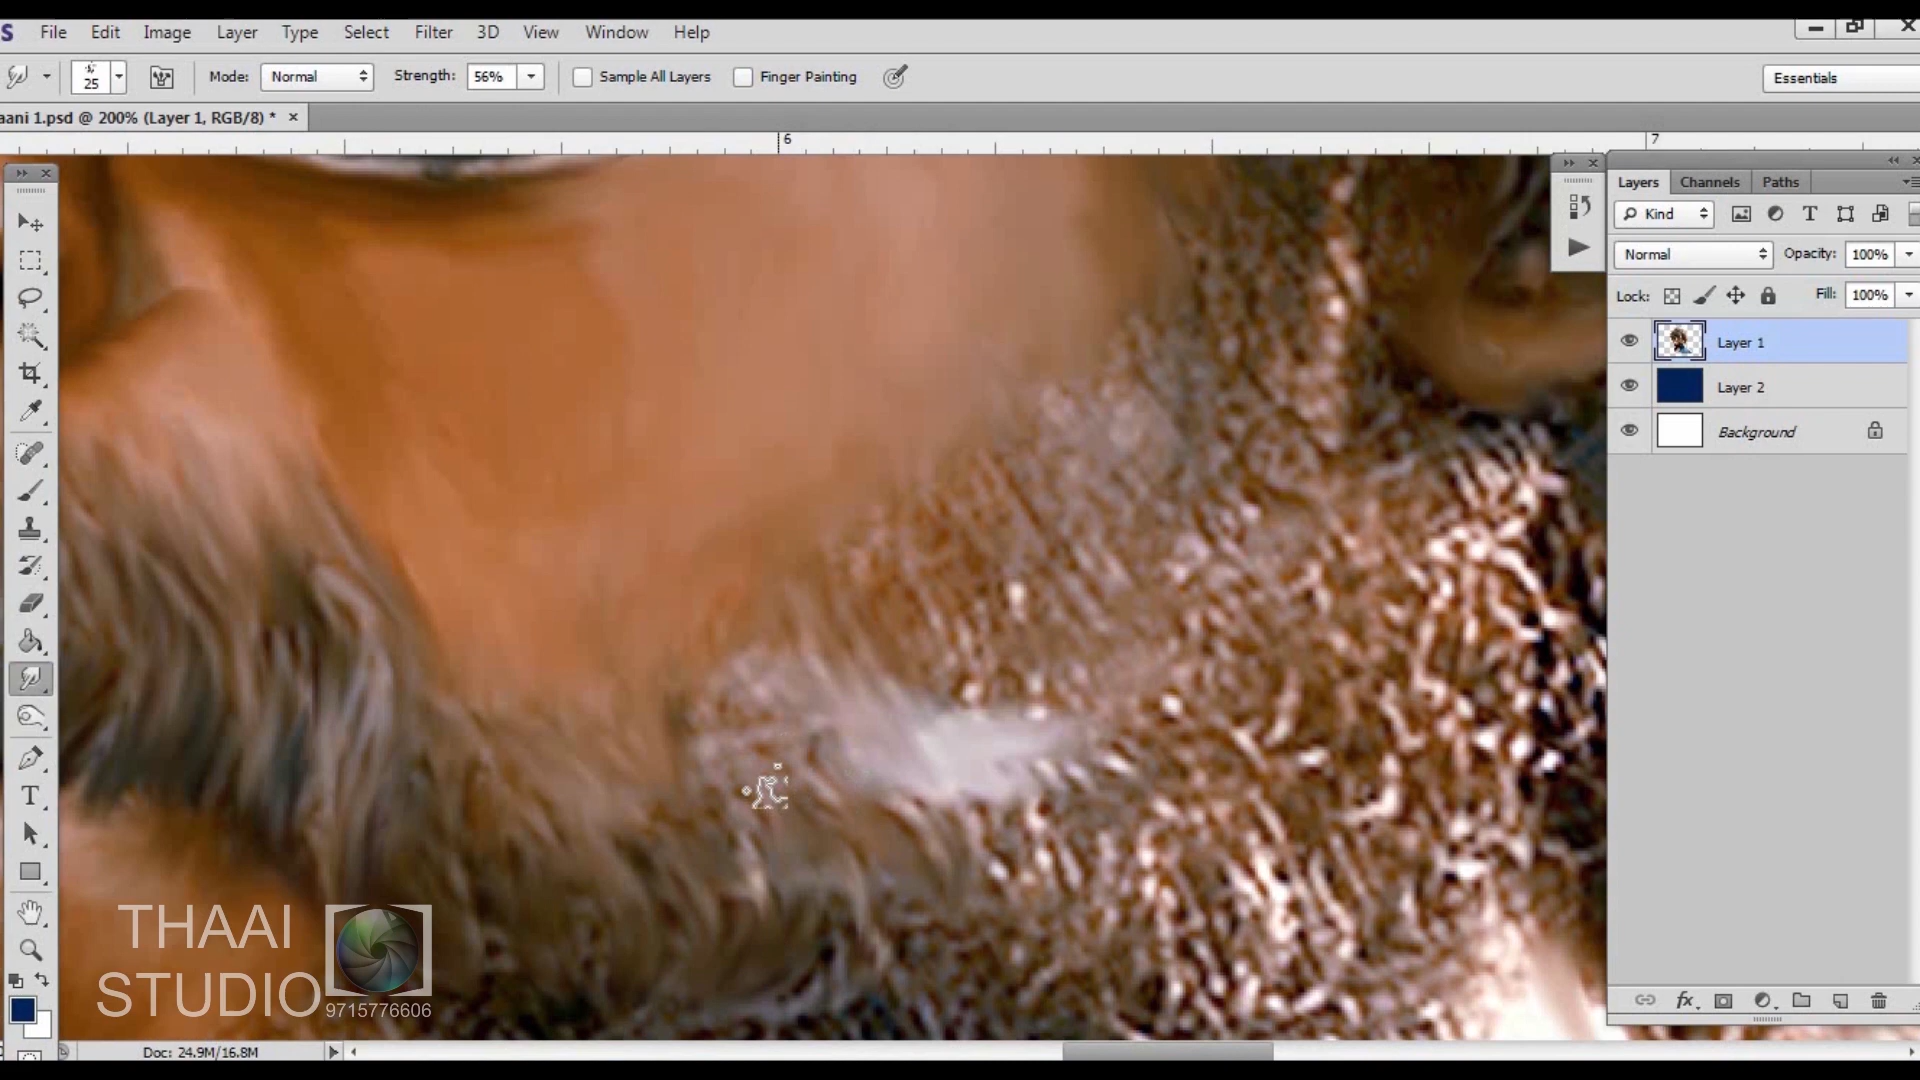 S File Edit Image Layer Type Select Filter 3D View Window Help
25 Mode: Normal Strength: 56% Sample All Layers Finger Painting Essentials
aani 1.psd @ 200% (Layer 1, RGB/8) * ×
6 7
Layers Channels Paths
Kind
Normal Opacity: 100%
Lock: Fill: 100%
Layer 1
Layer 2
Background
THAAI
STUDIO
9715776606
fx
Doc: 24.9M/16.8M